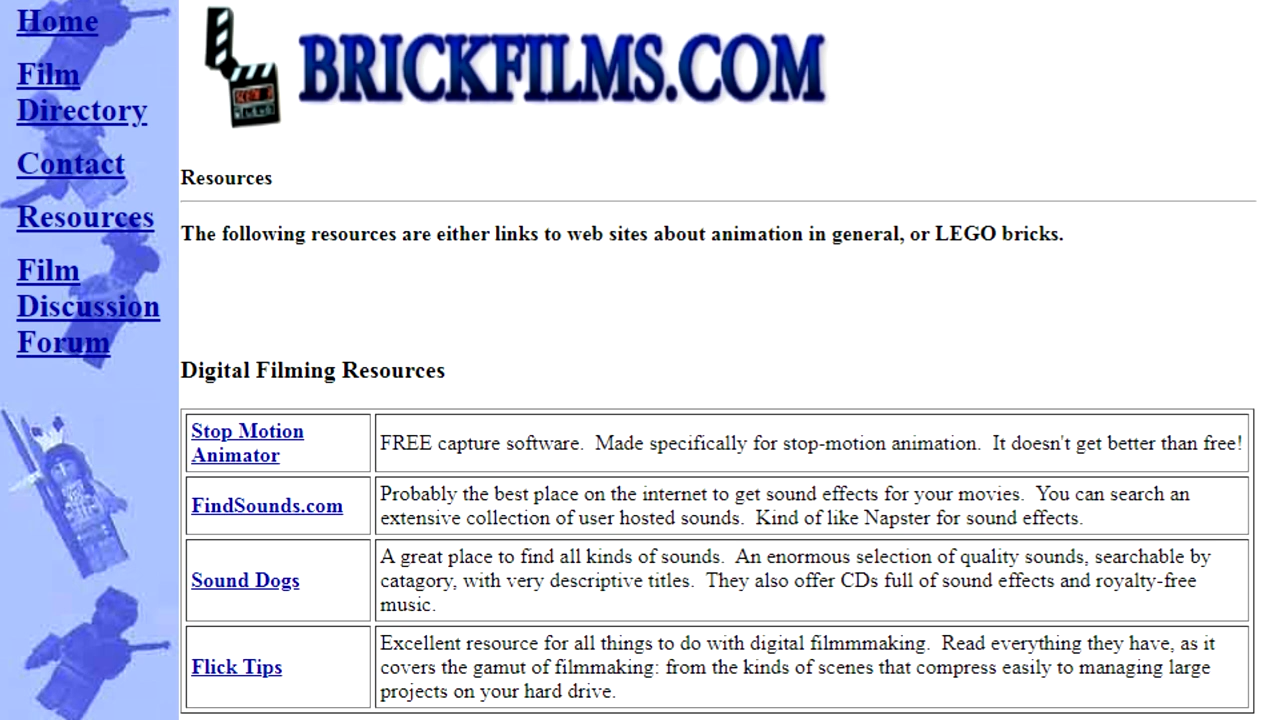 Home
Film
Directory
Contact
Resources
Film
Discussion
Forum
BRICKFILMS.COM
Resources
The following resources are either links to web sites about animation in general, or LEGO bricks.
Digital Filming Resources
Stop Motion
Animator
FREE capture software.  Made specifically for stop-motion animation.  It doesn't get better than free!
FindSounds.com
Probably the best place on the internet to get sound effects for your movies.  You can search an
extensive collection of user hosted sounds.  Kind of like Napster for sound effects.
Sound Dogs
A great place to find all kinds of sounds.  An enormous selection of quality sounds, searchable by
catagory, with very descriptive titles.  They also offer CDs full of sound effects and royalty-free
music.
Flick Tips
Excellent resource for all things to do with digital filmmmaking.  Read everything they have, as it
covers the gamut of filmmaking: from the kinds of scenes that compress easily to managing large
projects on your hard drive.